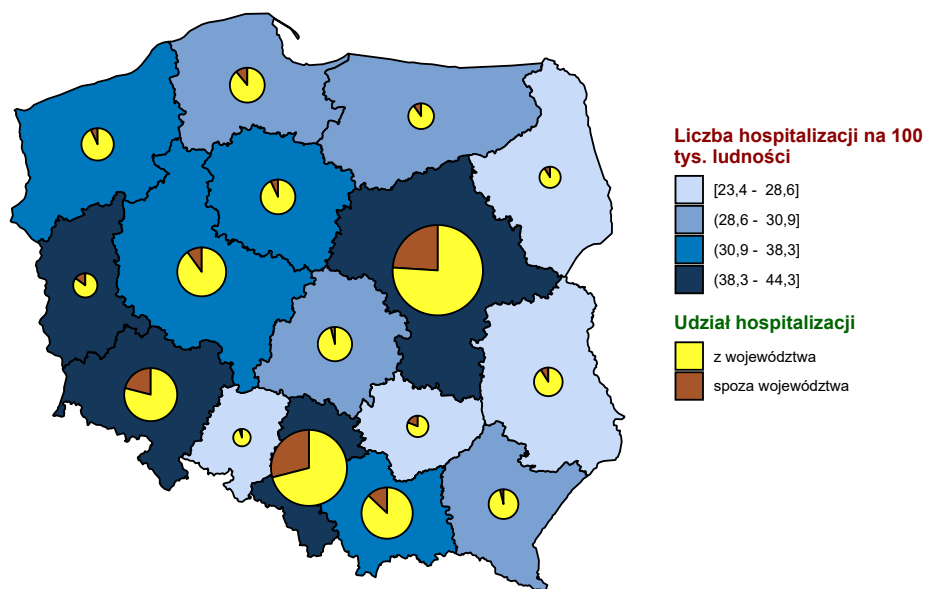 Liczba hospitalizacji na 100
tys. ludności
[23,4 - 28,6]
(28,6 - 30,9]
(30,9 - 38,3]
(38,3 - 44,3]
Udział hospitalizacji
z województwa
spoza województwa